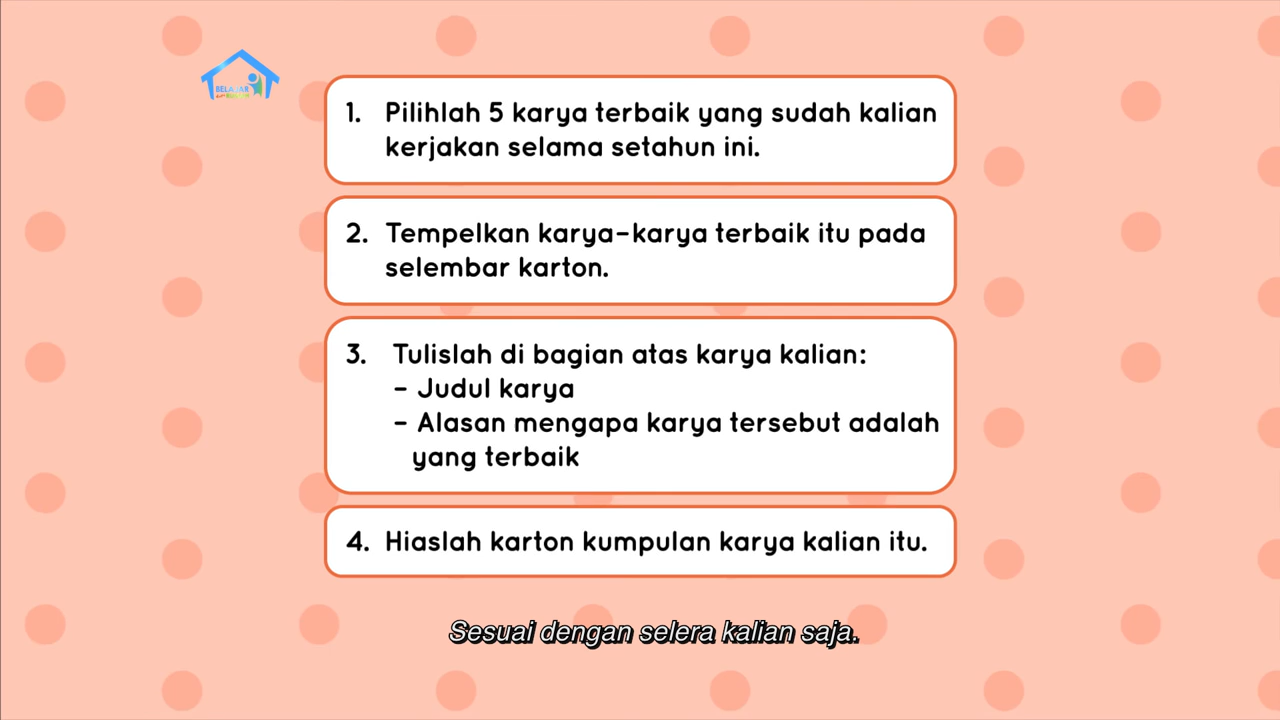 BELAJAR
1. Pilihlah 5 karya terbaik yang sudah kalian
kerjakan selama setahun ini.
2. Tempelkan karya-karya terbaik itu pada
selembar karton.
3. Tulislah di bagian atas karya kalian:
- Judul karya
- Alasan mengapa karya tersebut adalah
yang terbaik
4. Hiaslah karton kumpulan karya kalian itu.
Sesuai dengan selera kalian saja.